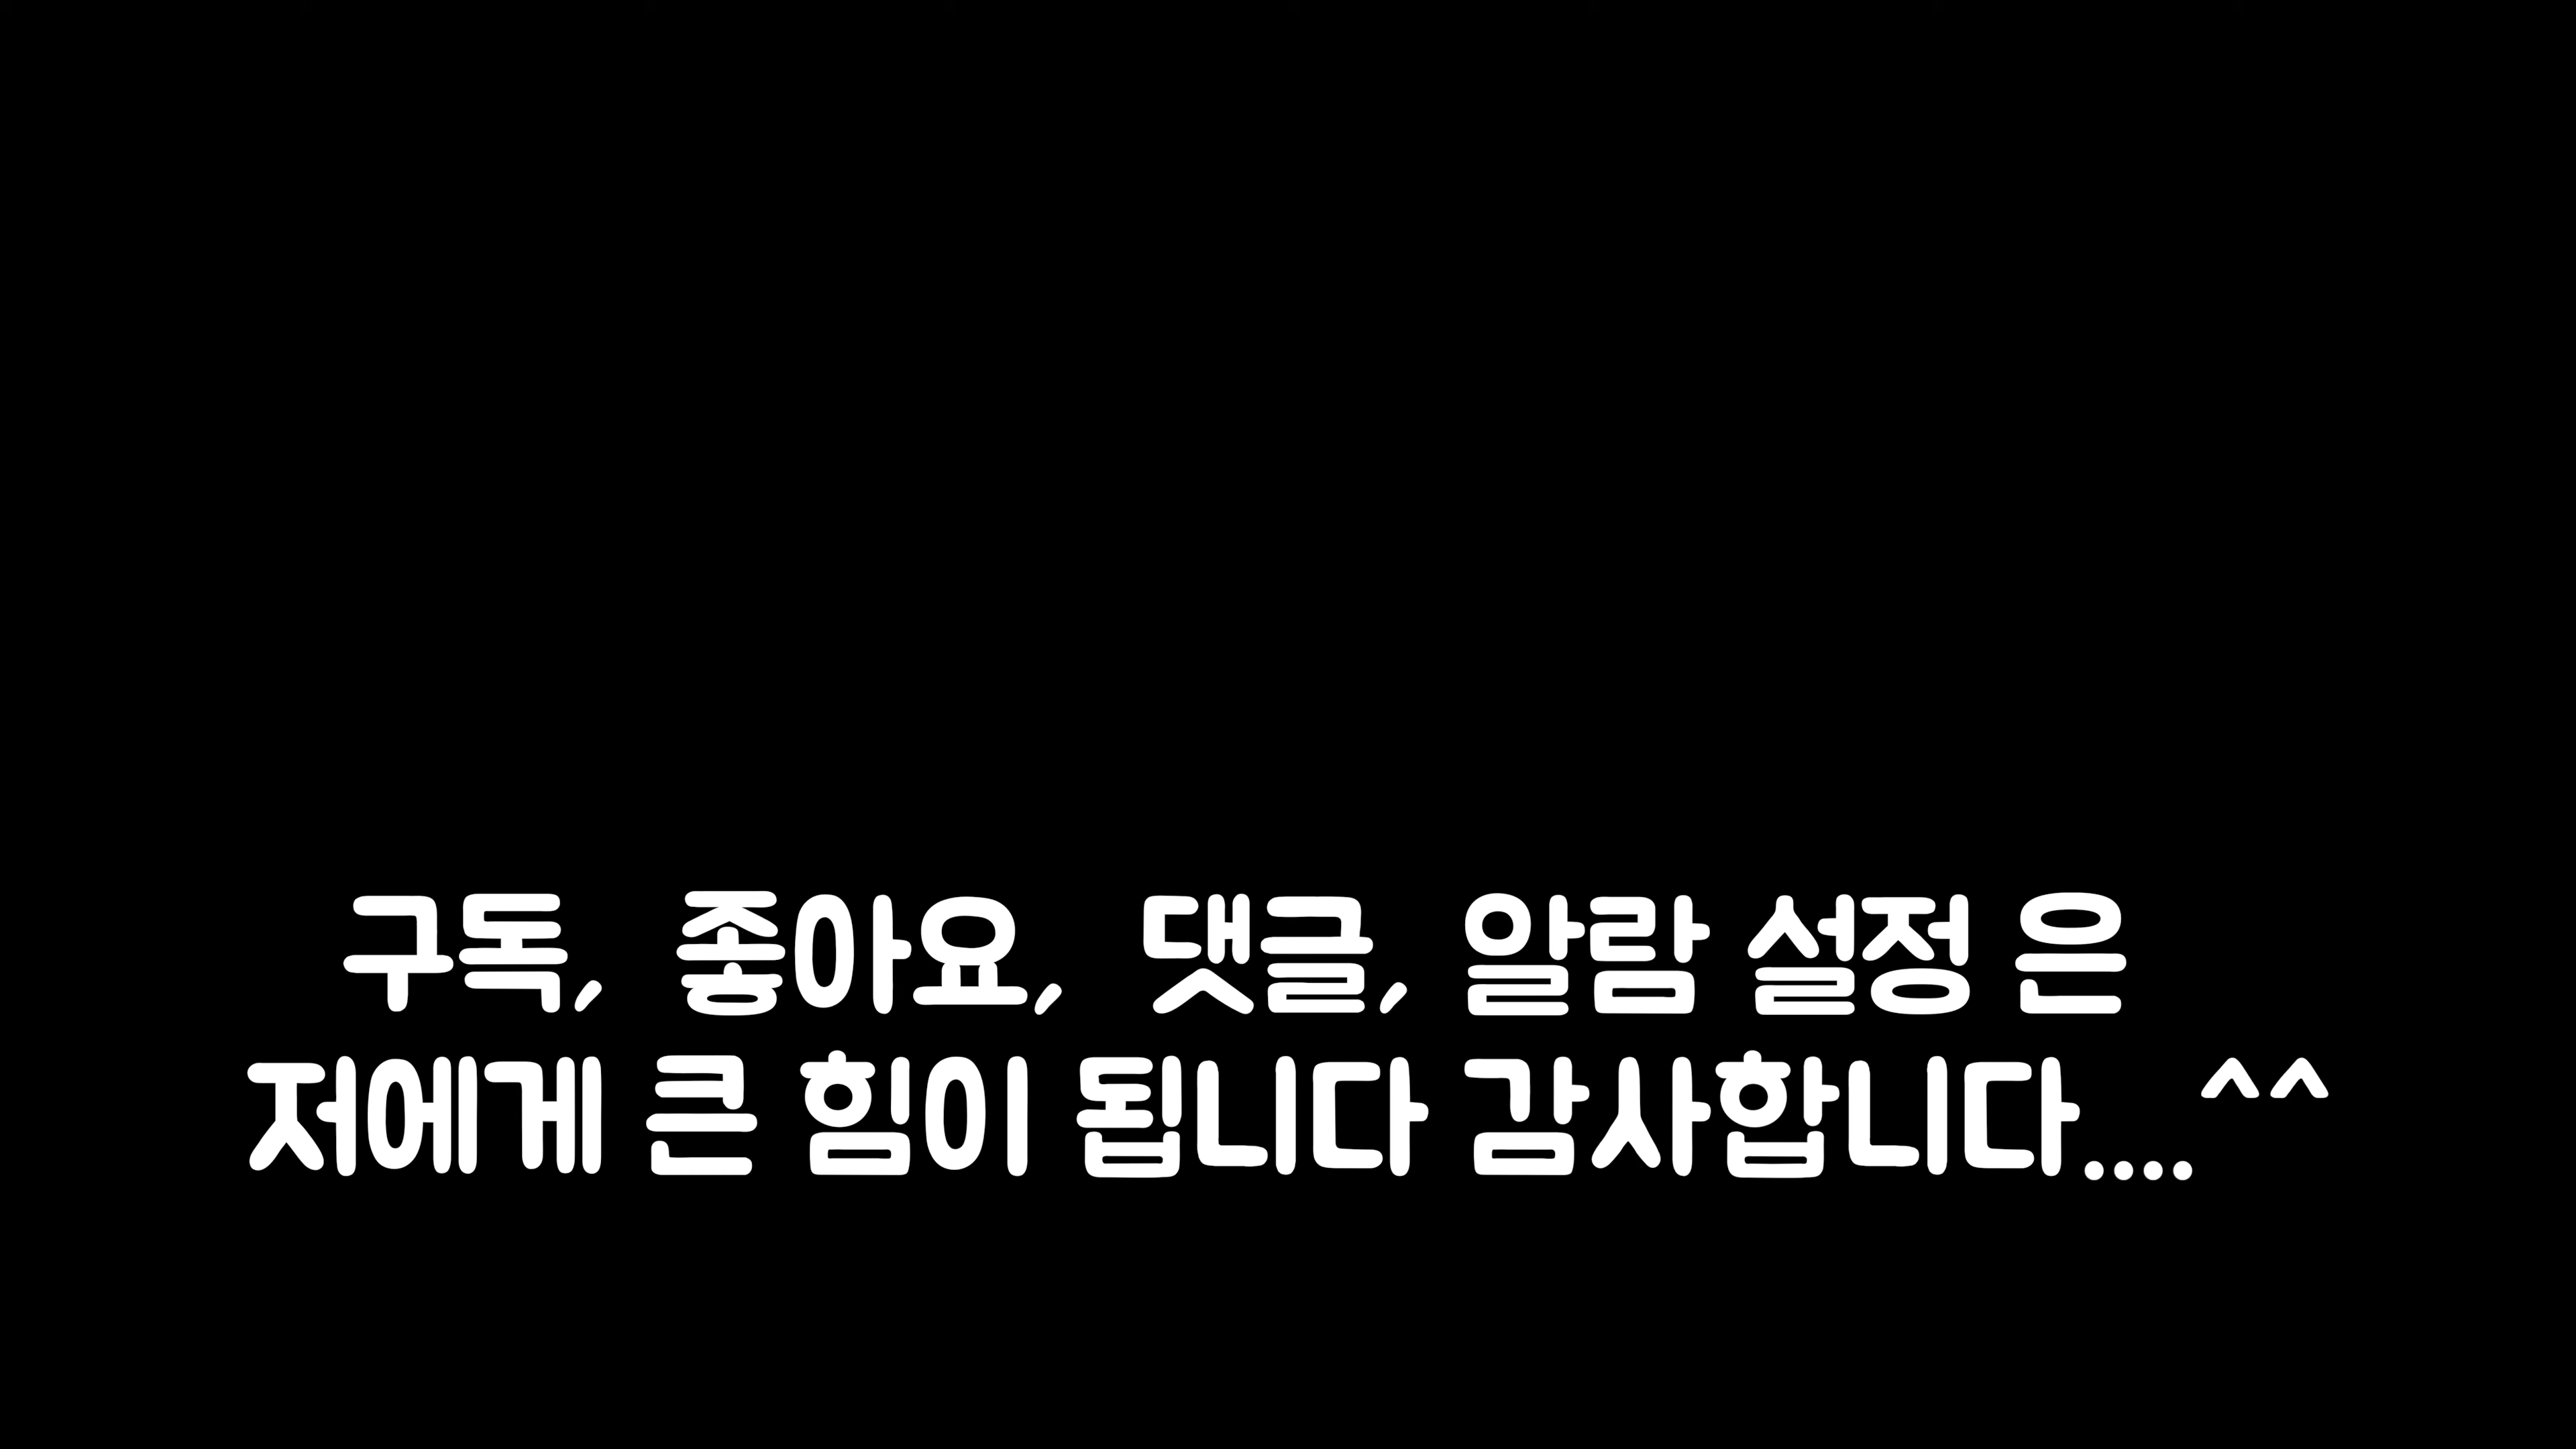 구독, 좋아요, 댓글, 알람 설정 은
저에게 큰 힘이 됩니다 감사합니다....^^